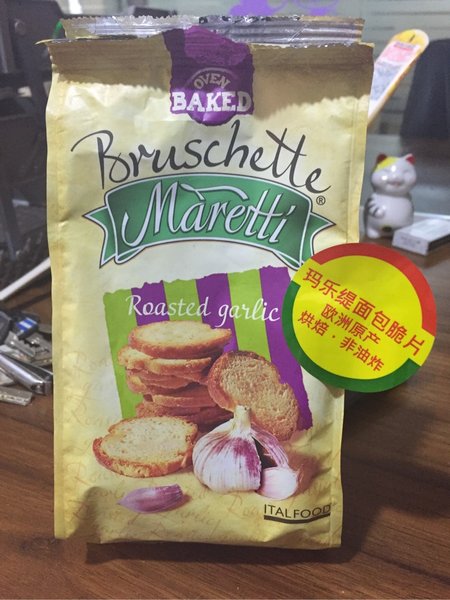 OVEN
BAKED
Bruschette
Maretti®
Roasted garlic
玛乐缇面包脆片
欧洲原产
烘焙·非油炸
ITALFOOD